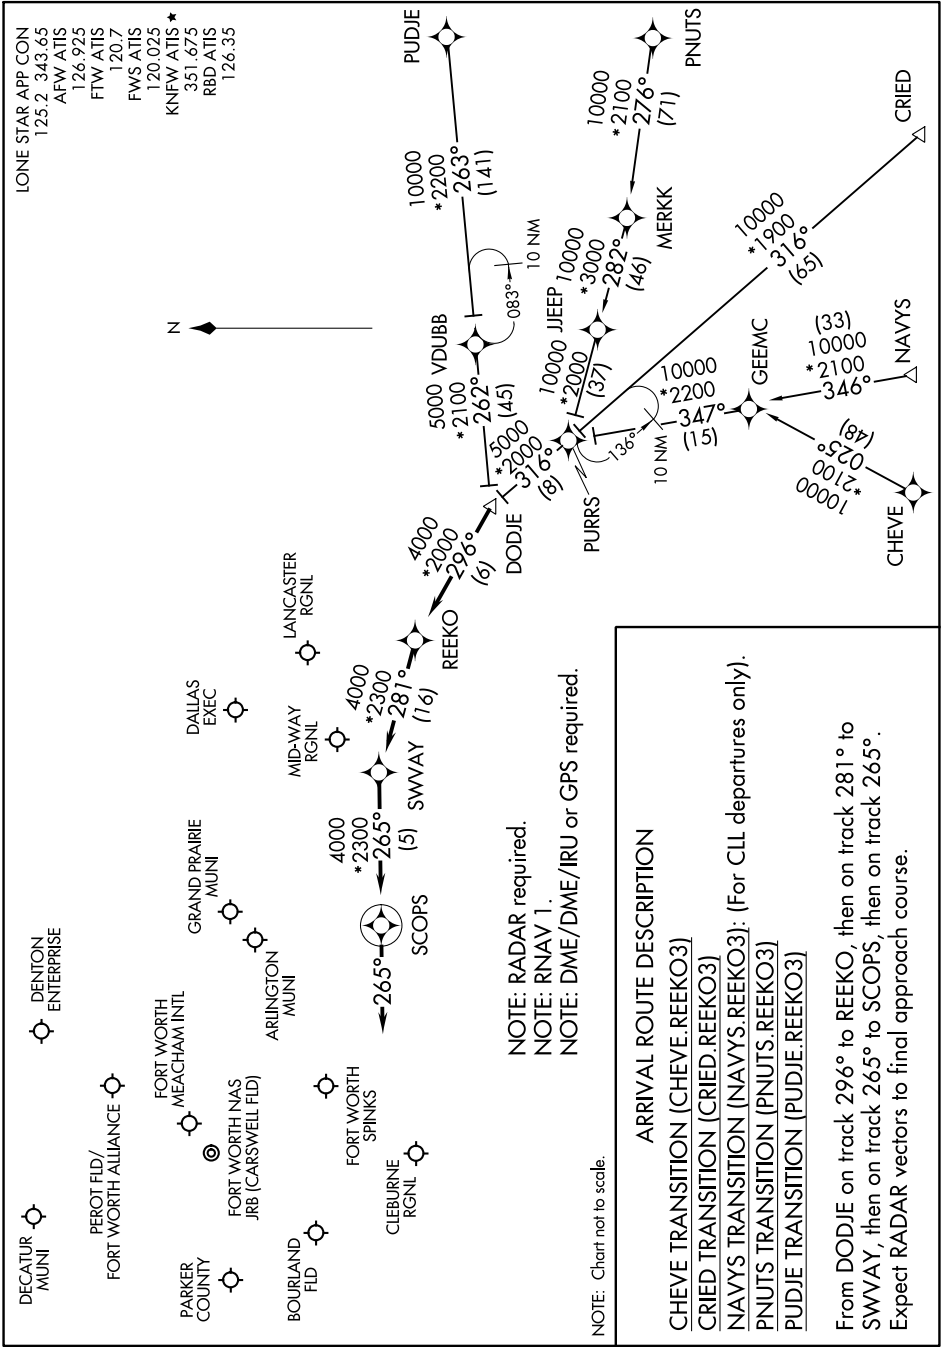 LONE STAR APP CON
125.2 343.65
AFW ATIS
126.925
FTW ATIS
120.7
FWS ATIS
120.025
KNFW ATIS ★
351.675
RBD ATIS
126.35
N
DECATUR
MUNI
DENTON
ENTERPRISE
PEROT FLD/
FORT WORTH ALLIANCE
FORT WORTH
MEACHAM INTL
FORT WORTH NAS
JRB (CARSWELL FLD)
PARKER
COUNTY
GRAND PRAIRIE
MUNI
ARLINGTON
MUNI
DALLAS
EXEC
LANCASTER
RGNL
MID-WAY
RGNL
BOURLAND
FLD
FORT WORTH
SPINKS
CLEBURNE
RGNL
PUDJE
10000
*2200
263°
(141)
10 NM
083°
VDUBB
5000
*2100
262°
(45)
PNUTS
10000
*2100
276°
(71)
MERKK
10000
*3000
282°
(46)
JJEEP
10000
*2000
(37)
CRIED
10000
*1900
316°
(65)
NAVYS
(33)
10000
*2100
346°
GEEMC
10000
*2200
347°
(15)
CHEVE
10000
*2100
025°
(48)
136°
10 NM
PURRS
5000
*2000
316°
(8)
DODJE
4000
*2000
296°
(6)
REEKO
4000
*2300
281°
(16)
SWVAY
4000
*2300
265°
(5)
SCOPS
265°
NOTE: RADAR required.
NOTE: RNAV 1.
NOTE: DME/DME/IRU or GPS required.
NOTE: Chart not to scale.
ARRIVAL ROUTE DESCRIPTION
CHEVE TRANSITION (CHEVE.REEKO3)
CRIED TRANSITION (CRIED.REEKO3)
NAVYS TRANSITION (NAVYS.REEKO3): (For CLL departures only).
PNUTS TRANSITION (PNUTS.REEKO3)
PUDJE TRANSITION (PUDJE.REEKO3)
From DODJE on track 296° to REEKO, then on track 281° to
SWVAY, then on track 265° to SCOPS, then on track 265°.
Expect RADAR vectors to final approach course.